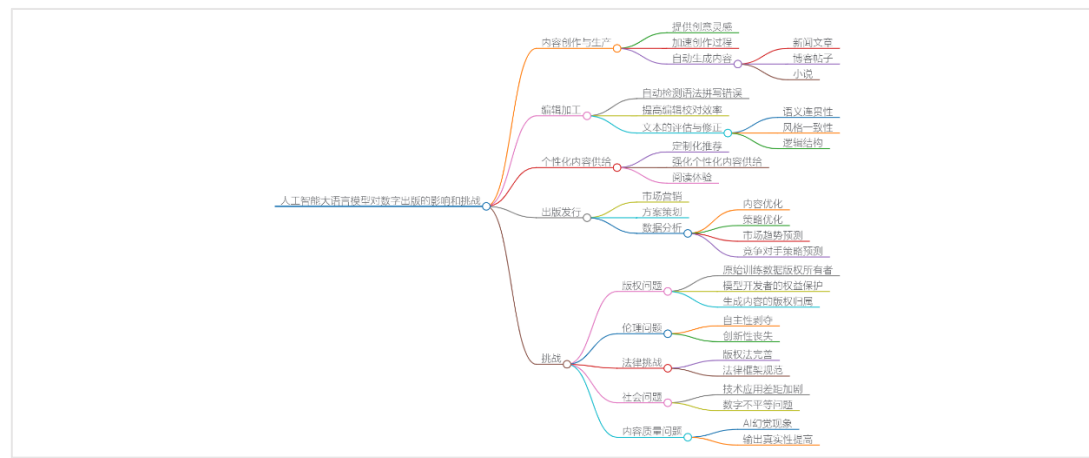 人工智能大语言模型对数字出版的影响和挑战
内容创作与生产
提供创意灵感
加速创作过程
自动生成内容
新闻文章
博客帖子
小说
编辑加工
自动检测语法拼写错误
提高编辑校对效率
文本的评估与修正
语义连贯性
风格一致性
逻辑结构
个性化内容供给
定制化推荐
强化个性化内容供给
阅读体验
出版发行
市场营销
方案策划
数据分析
内容优化
策略优化
市场趋势预测
竞争对手策略预测
挑战
版权问题
原始训练数据版权所有者
模型开发者的权益保护
生成内容的版权归属
伦理问题
自主性剥夺
创新性丧失
法律挑战
版权法完善
法律框架规范
社会问题
技术应用差距加剧
数字不平等问题
内容质量问题
AI幻觉现象
输出真实性提高